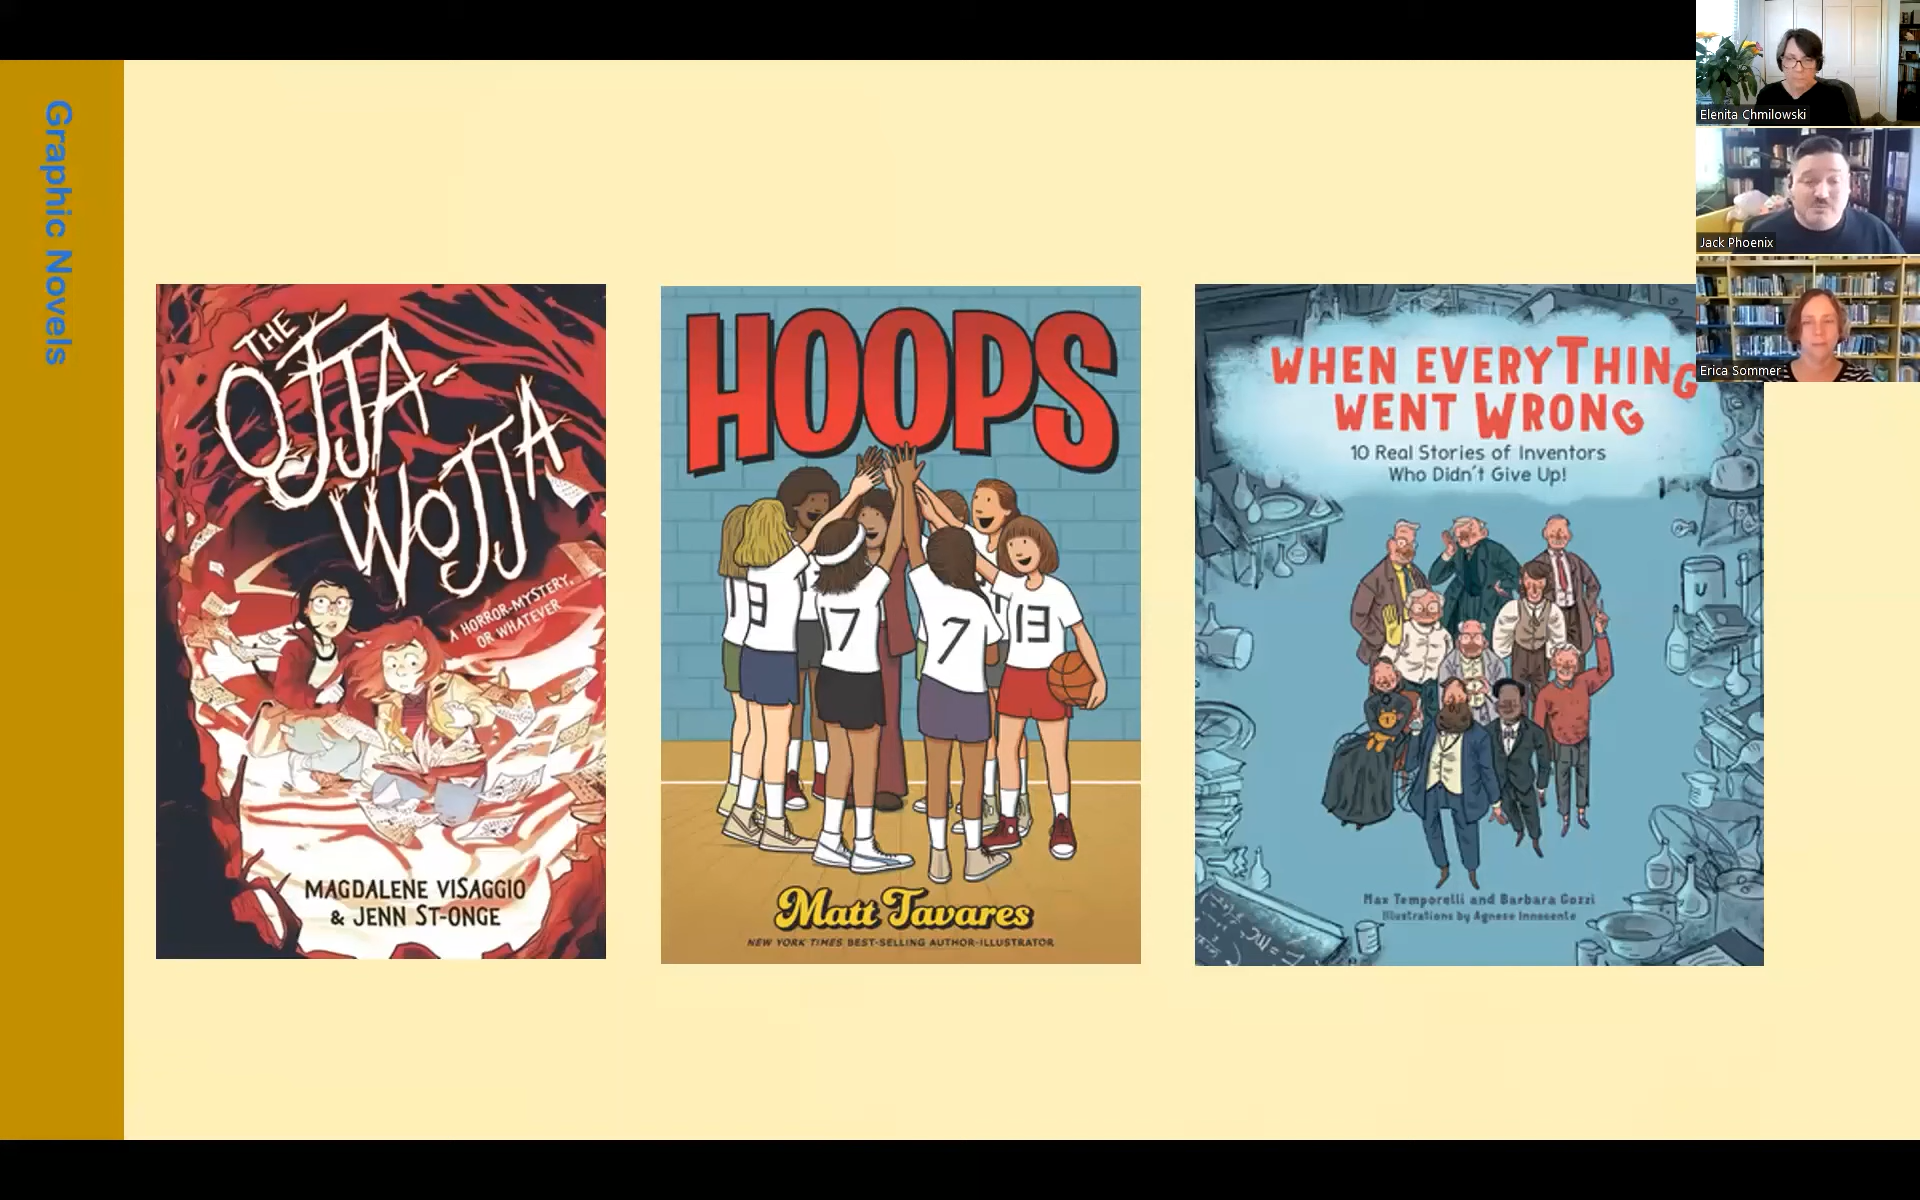 Graphic Novels
THE
OJJA-
WOJJA
A HORROR-MYSTERY,
OR WHATEVER
MAGDALENE VISAGGIO
& JENN ST-ONGE
HOOPS
13
17
7
13
Matt Tavares
NEW YORK TIMES BEST-SELLING AUTHOR-ILLUSTRATOR
WHEN EVERYTHING
WENT WRONG
10 Real Stories of Inventors
Who Didn't Give Up!
Max Temporelli and Barbara Gozzi
Illustrations by Agnese Innocente
Elenita Chmilowski
Jack Phoenix
Erica Sommer